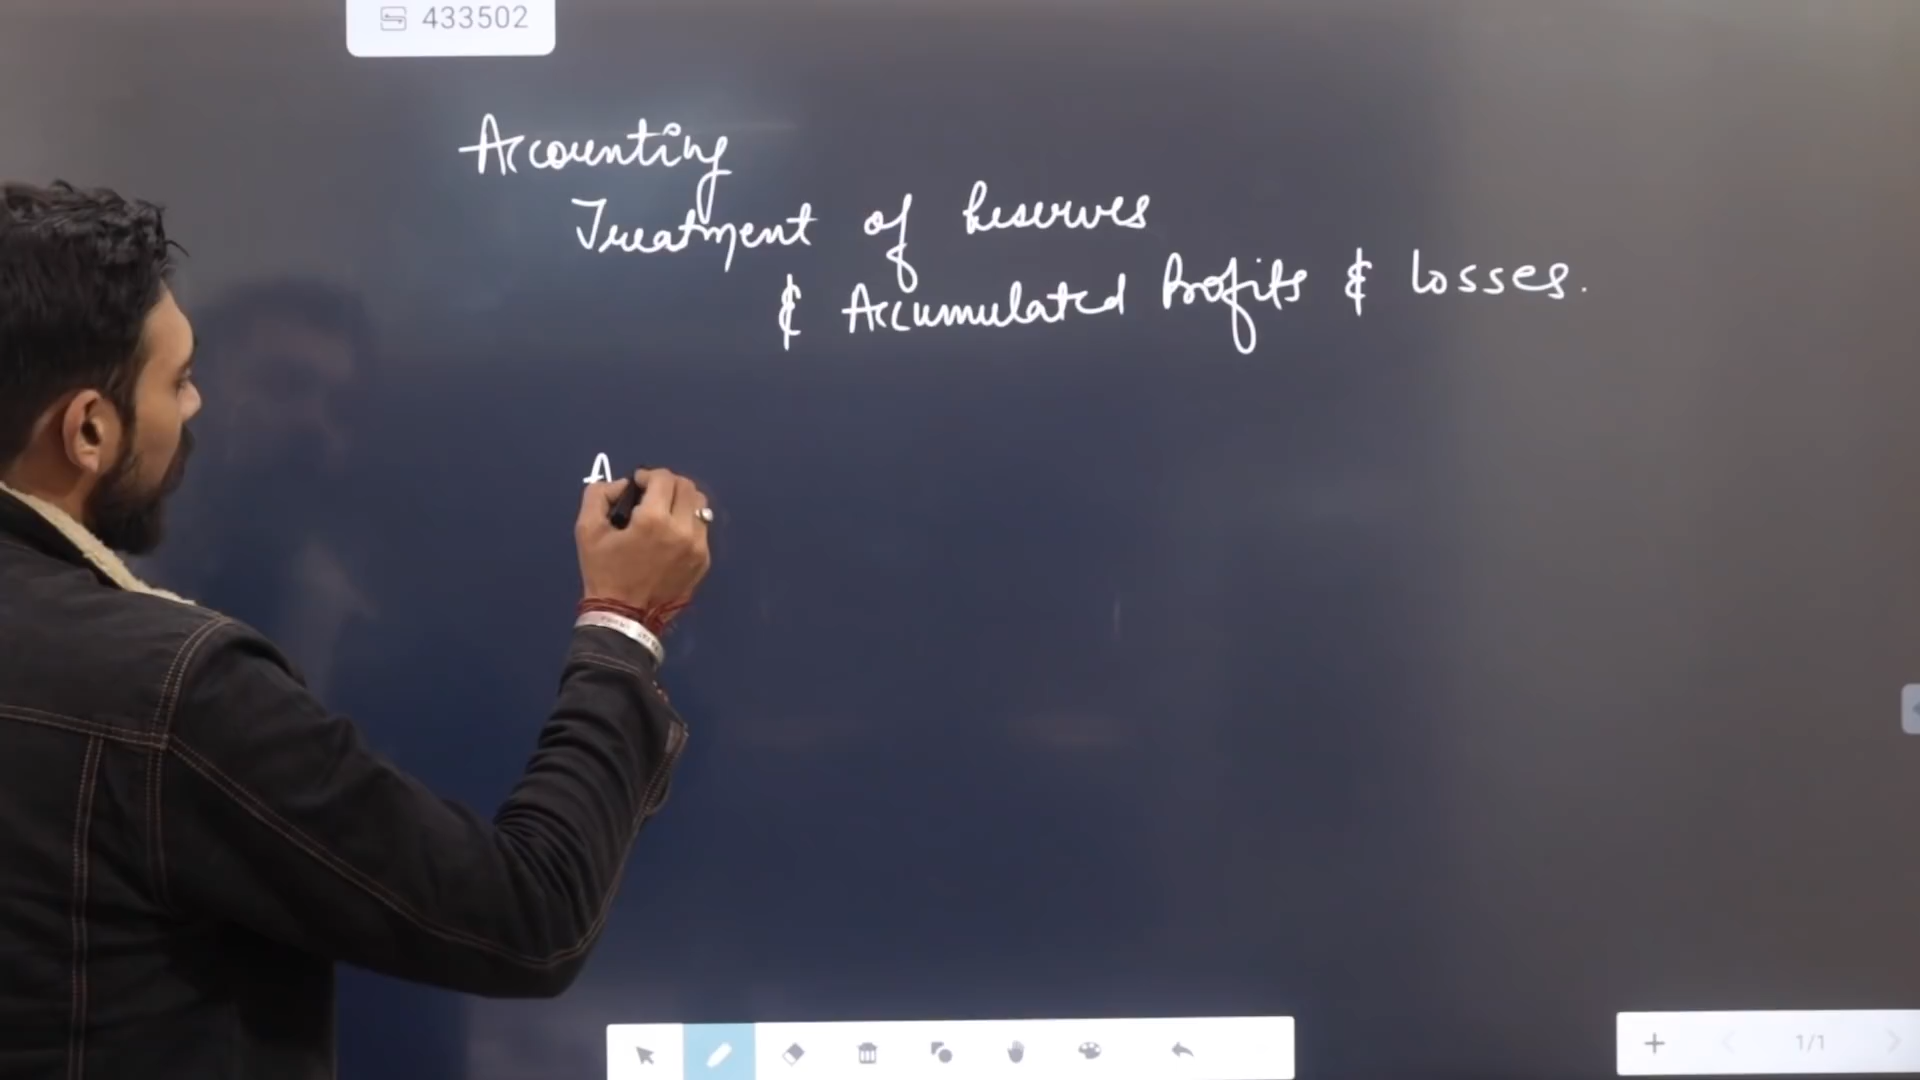 433502
Accounting
Treatment of Reserves
& Accumulated Profits & losses.
A
1/1